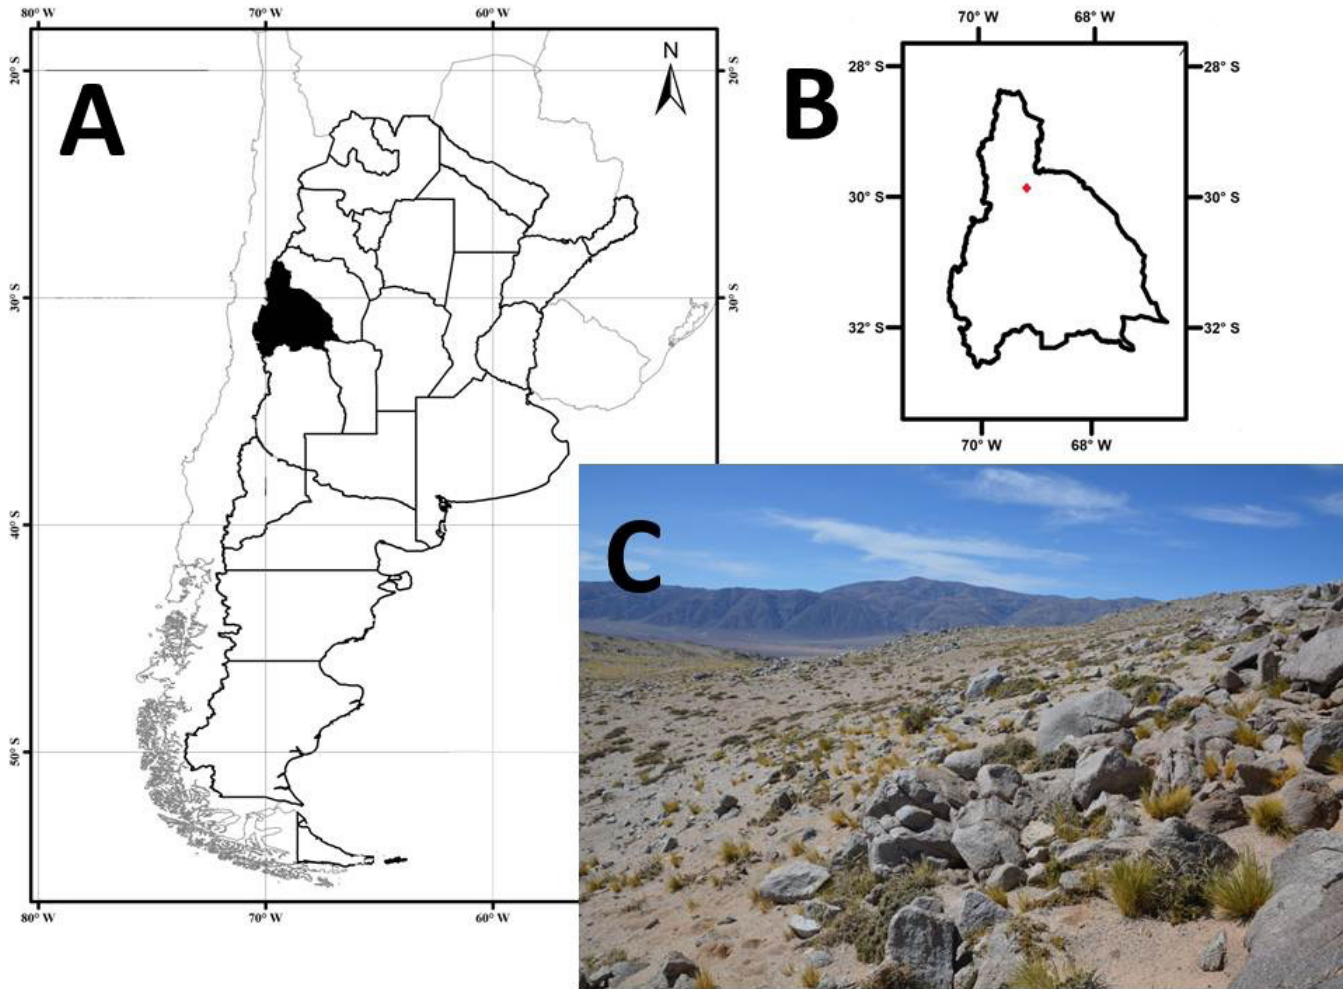 80° W 70° W 60° W
70° W 68° W
N
A
B
20° S 20° S
28° S 28° S
30° S 30° S
30° S 30° S
32° S 32° S
70° W 68° W
40° S
C
50° S
80° W 70° W 60° W